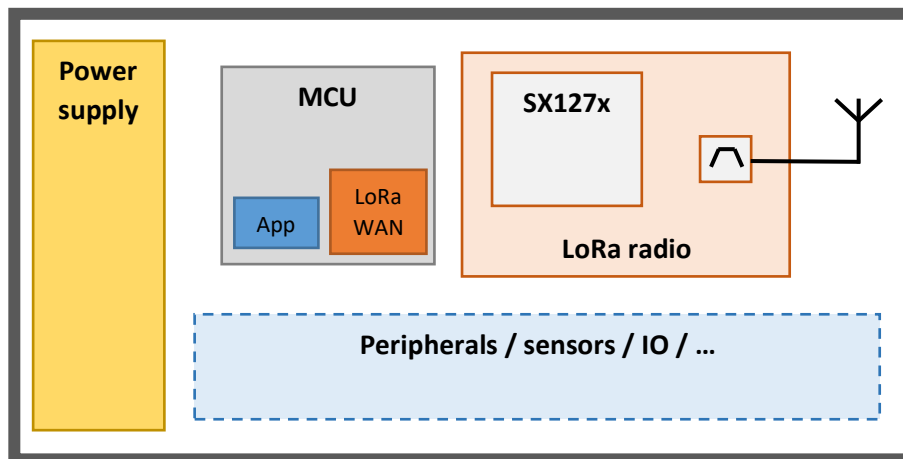 Power
supply
MCU
App
LoRa
WAN
SX127x
LoRa radio
Peripherals / sensors / IO / …